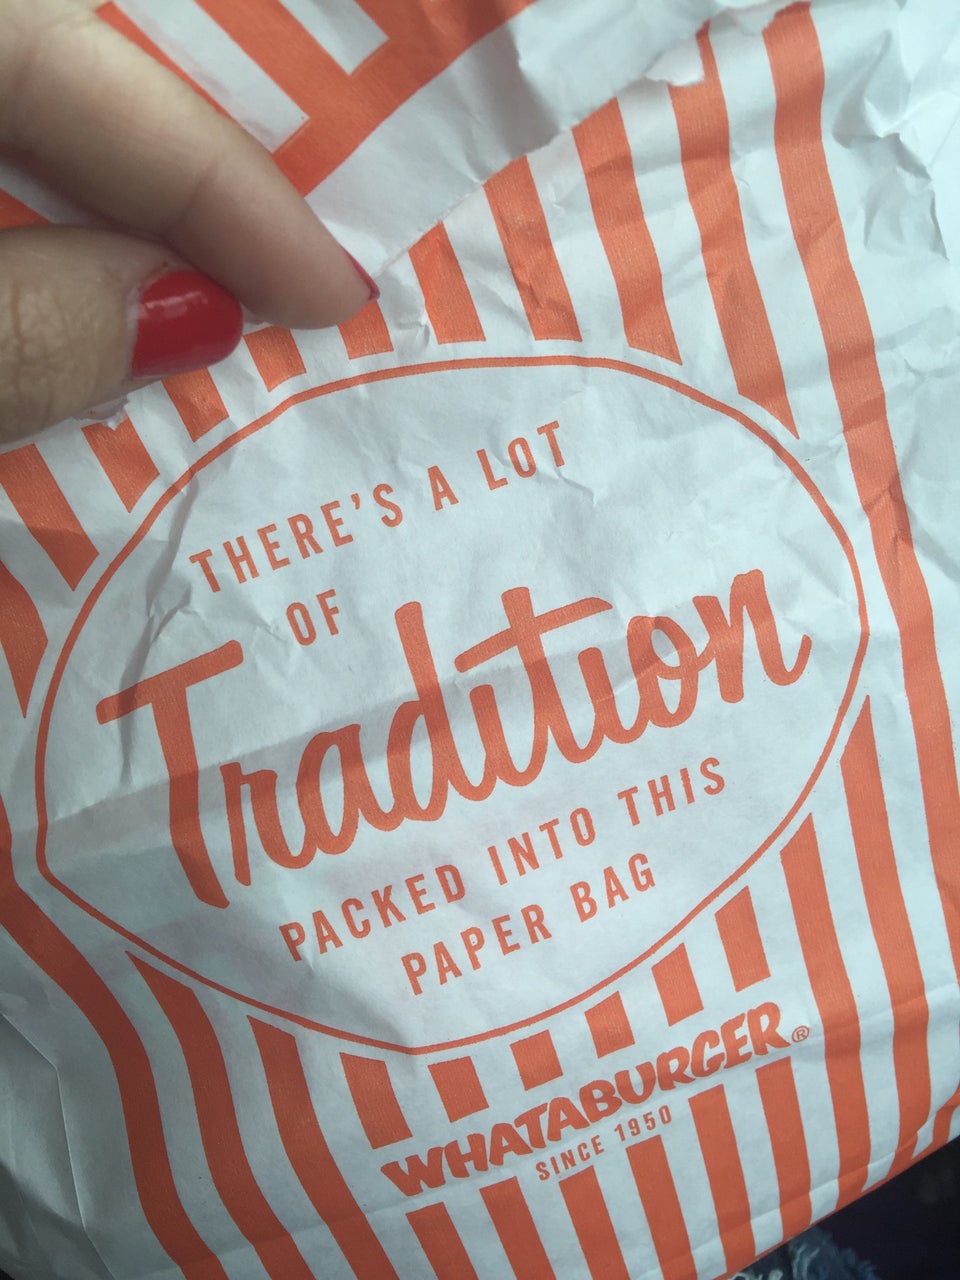 THERE'S A LOT
OF
Tradition
PACKED INTO THIS
PAPER BAG
WHATABURGER®
SINCE 1950